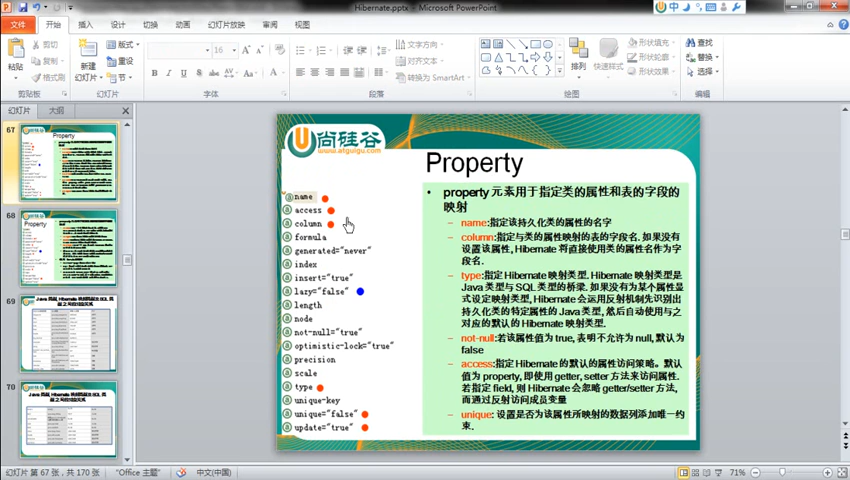 Hibernate.pptx - Microsoft PowerPoint
中
文件 开始 插入 设计 切换 动画 幻灯片放映 审阅 视图
剪切
复制
格式刷
粘贴
新建
幻灯片
版式
重设
节
文字方向
对齐文本
转换为 SmartArt
排列
快速样式
形状填充
形状轮廓
形状效果
查找
替换
选择
剪贴板 幻灯片 字体 段落 绘图 编辑
幻灯片 大纲
67
Property
68
Property
69
70
尚硅谷
www.atguigu.com
Property
name
access
column
formula
generated="never"
index
insert="true"
lazy="false"
length
node
not-null="true"
optimistic-lock="true"
precision
scale
type
unique-key
unique="false"
update="true"
• property 元素用于指定类的属性和表的字段的
映射
– name:指定该持久化类的属性的名字
– column:指定与类的属性映射的表的字段名. 如果没有
设置该属性, Hibernate 将直接使用类的属性名作为字
段名.
– type:指定 Hibernate 映射类型. Hibernate 映射类型是
Java 类型与 SQL 类型的桥梁. 如果没有为某个属性显
式设定映射类型, Hibernate 会运用反射机制先识别出
持久化类的特定属性的 Java 类型, 然后自动使用与之
对应的默认的 Hibernate 映射类型.
– not-null:若该属性值为 true, 表明不允许为 null, 默认为
false
– access:指定 Hibernate 的默认的属性访问策略。默认
值为 property, 即使用 getter, setter 方法来访问属性.
若指定 field, 则 Hibernate 会忽略 getter/setter 方法,
而通过反射访问成员变量
– unique: 设置是否为该属性所映射的数据列添加唯一约
束.
幻灯片 第 67 张, 共 170 张 "Office 主题" 中文(中国) 71%